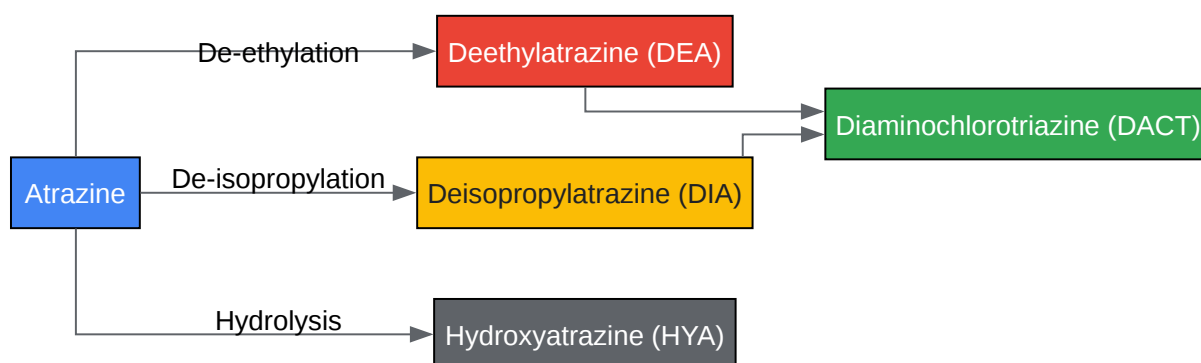 De-ethylation
Deethylatrazine (DEA)
Diaminochlorotriazine (DACT)
Atrazine
De-isopropylation
Deisopropylatrazine (DIA)
Hydrolysis
Hydroxyatrazine (HYA)